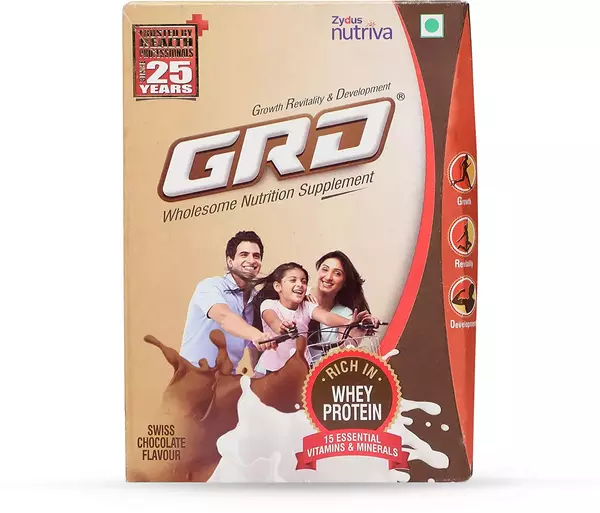 TRUSTED BY
HEALTH
PROFESSIONALS
SINCE
25
YEARS
Zydus
nutriva
Growth Revitality & Development
GRD®
Wholesome Nutrition Supplement
Growth
Revitality
Development
RICH IN
WHEY
PROTEIN
15 ESSENTIAL
VITAMINS & MINERALS
SWISS
CHOCOLATE
FLAVOUR